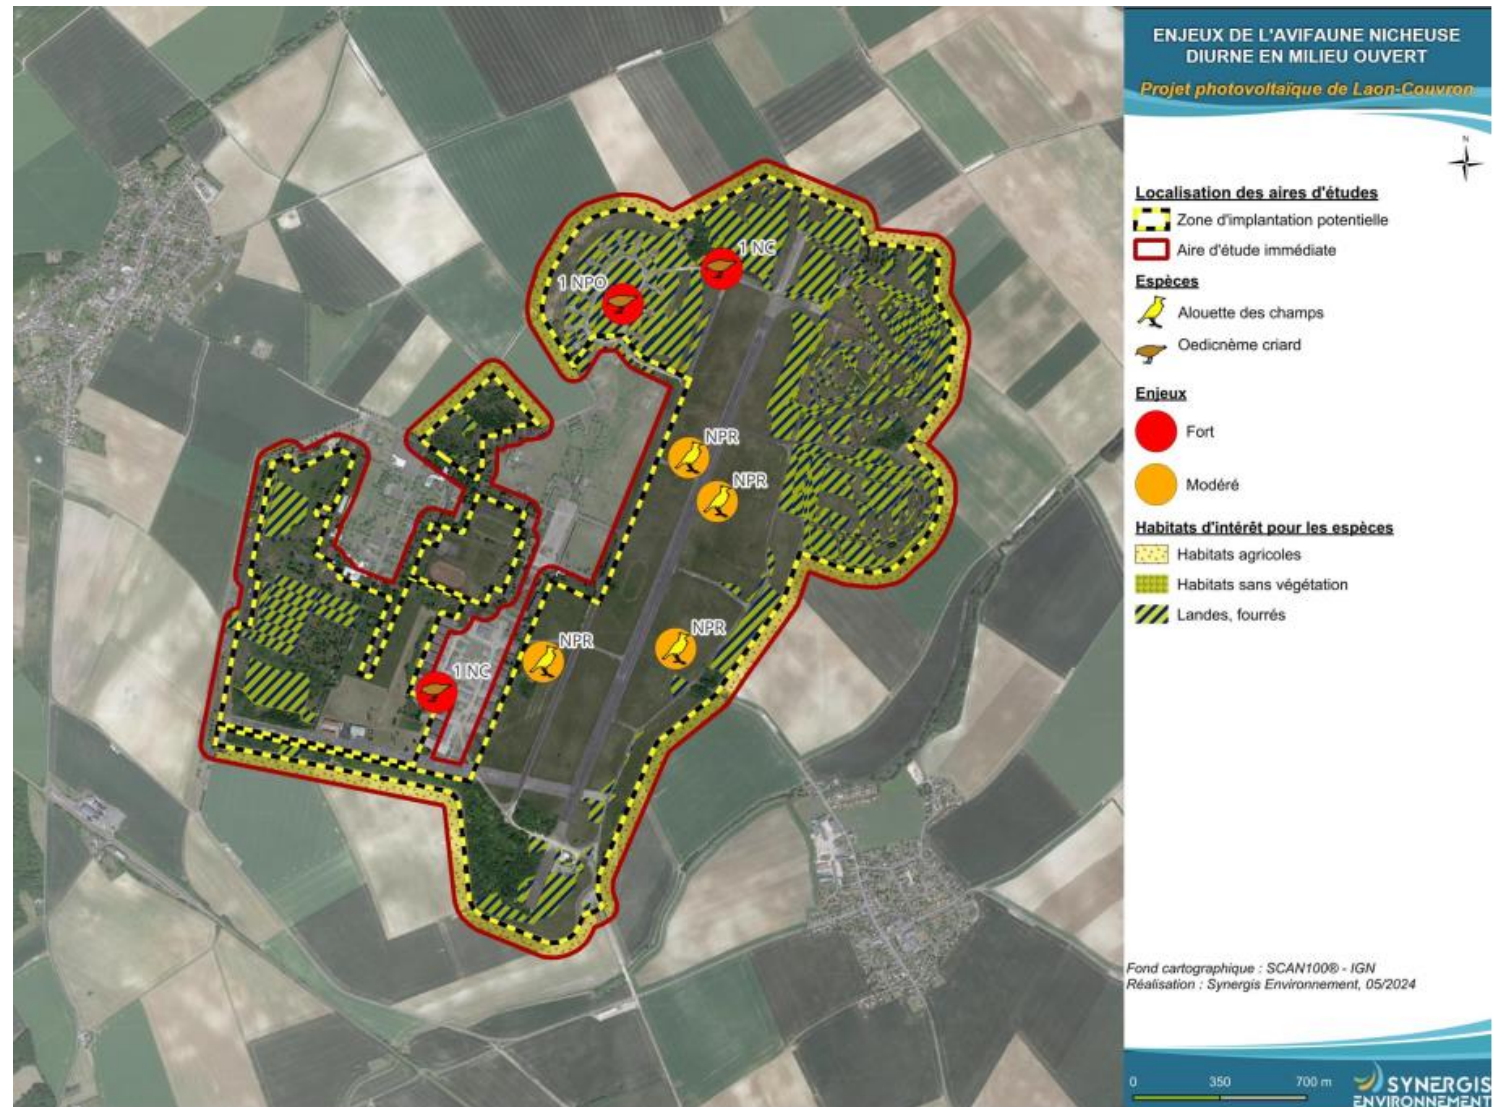 ENJEUX DE L'AVIFAUNE NICHEUSE
DIURNE EN MILIEU OUVERT
Projet photovoltaïque de Laon-Couvron
N
Localisation des aires d'études
Zone d'implantation potentielle
Aire d'étude immédiate
Espèces
Alouette des champs
Oedicnème criard
Enjeux
Fort
Modéré
Habitats d'intérêt pour les espèces
Habitats agricoles
Habitats sans végétation
Landes, fourrés
1 NC
1 NPO
NPR
NPR
NPR
NPR
1 NC
Fond cartographique : SCAN100® - IGN
Réalisation : Synergis Environnement, 05/2024
0 350 700 m
SYNERGIS
ENVIRONNEMENT